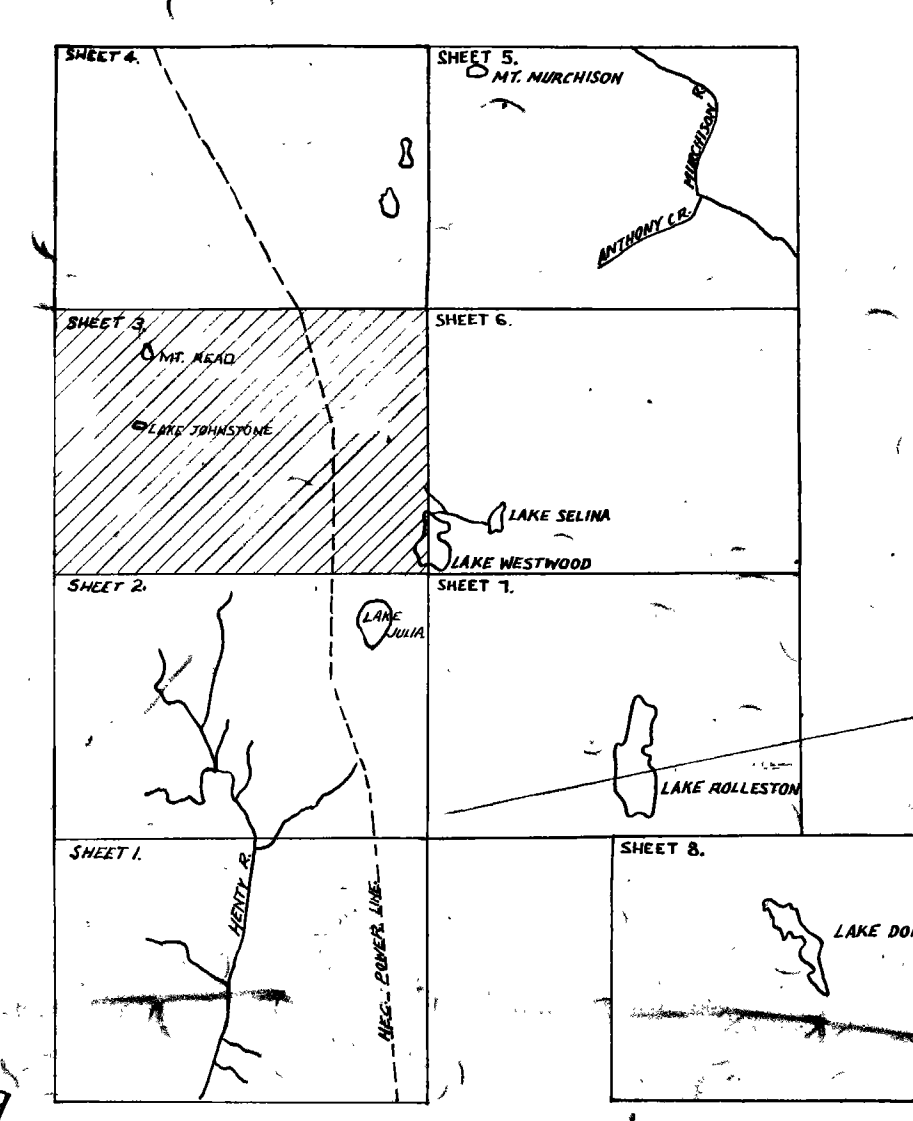 SHEET 4.
SHEET 5.
MT. MURCHISON
MURCHISON R.
ANTHONY CR.
SHEET 3.
MT. READ
LAKE JOHNSTONE
SHEET 6.
LAKE SELINA
LAKE WESTWOOD
SHEET 2.
LAKE
JULIA
SHEET 7.
LAKE ROLLESTON
SHEET 1.
HENTY R.
POWER LINE
SHEET 8.
LAKE